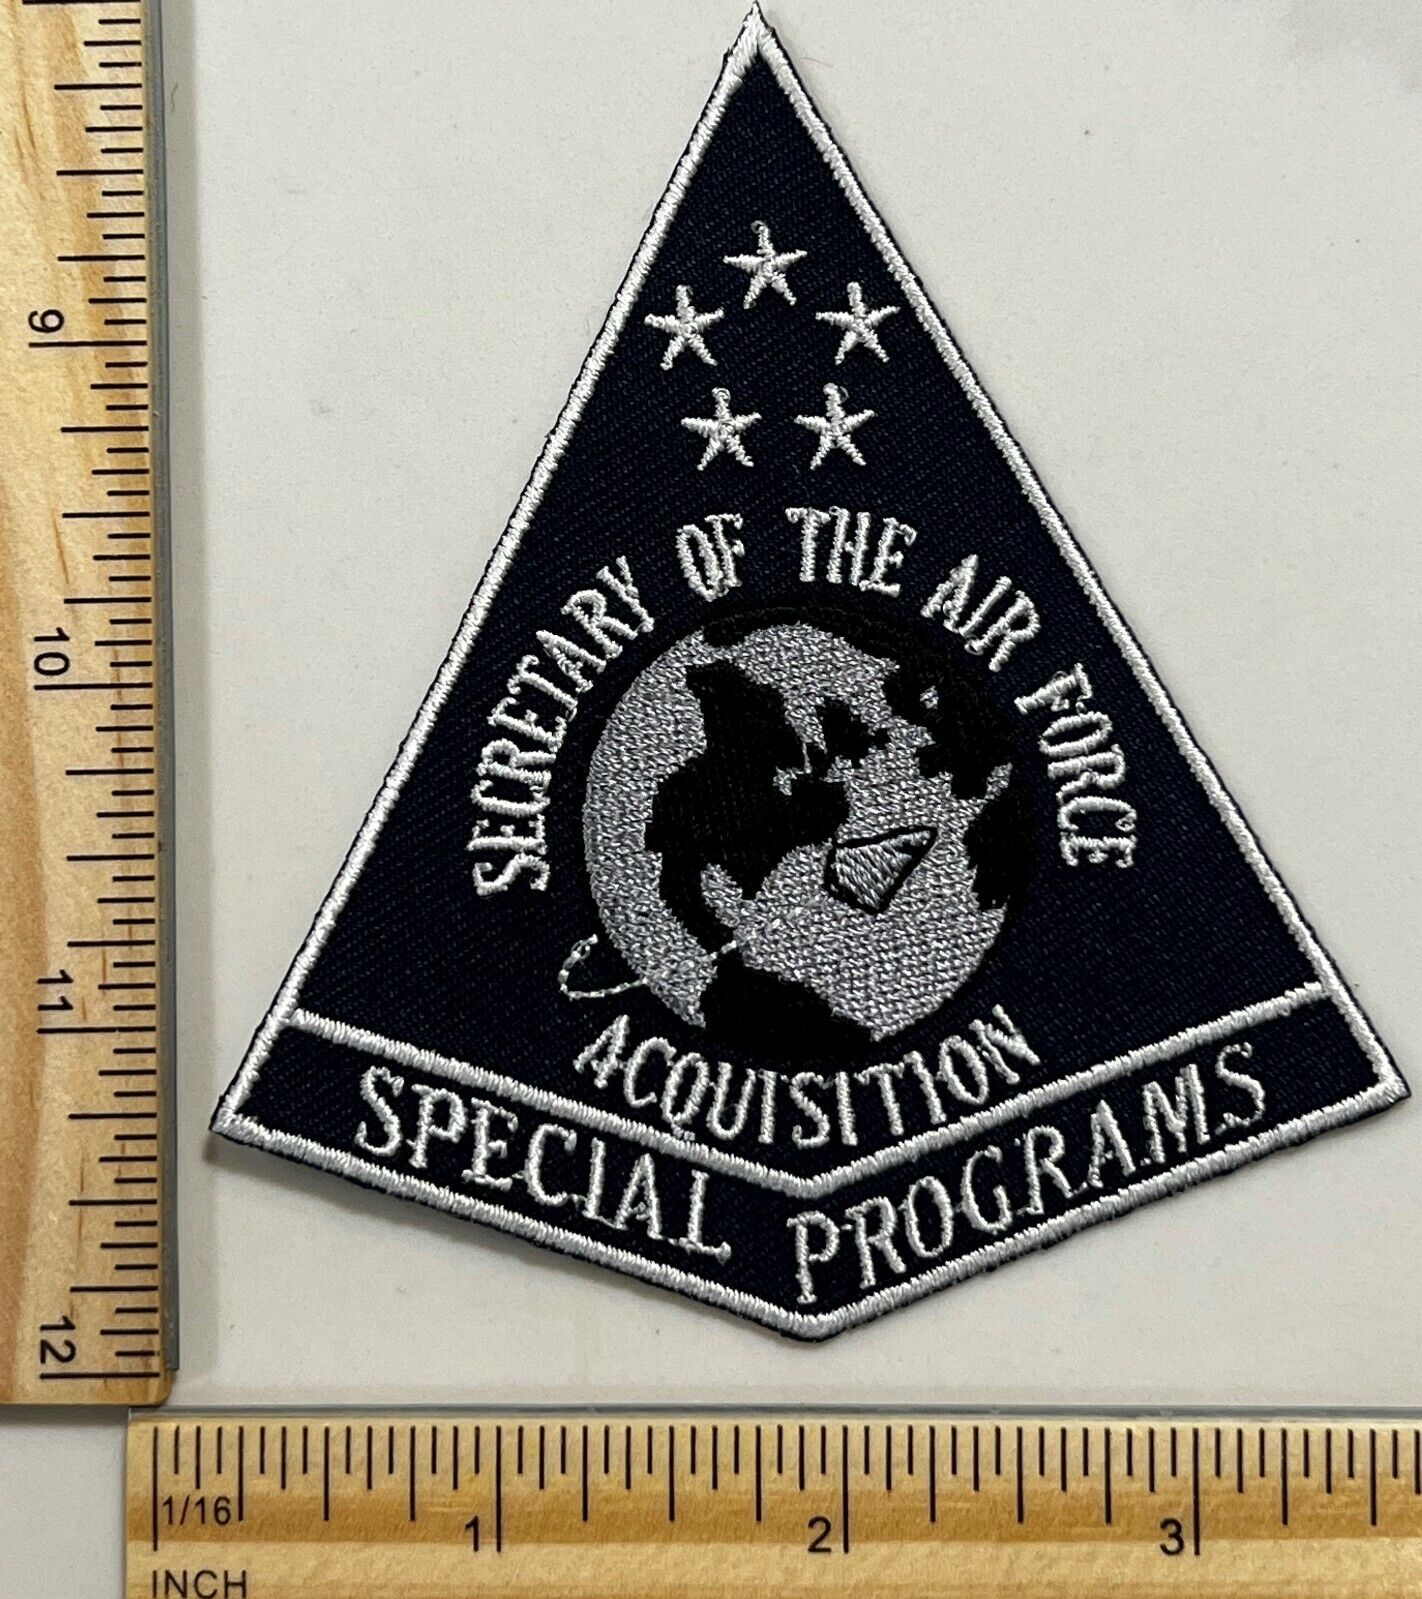 SECRETARY OF THE AIR FORCE
ACQUISITION
SPECIAL PROGRAMS
9
10
11
12
1/16
1
2
3
INCH